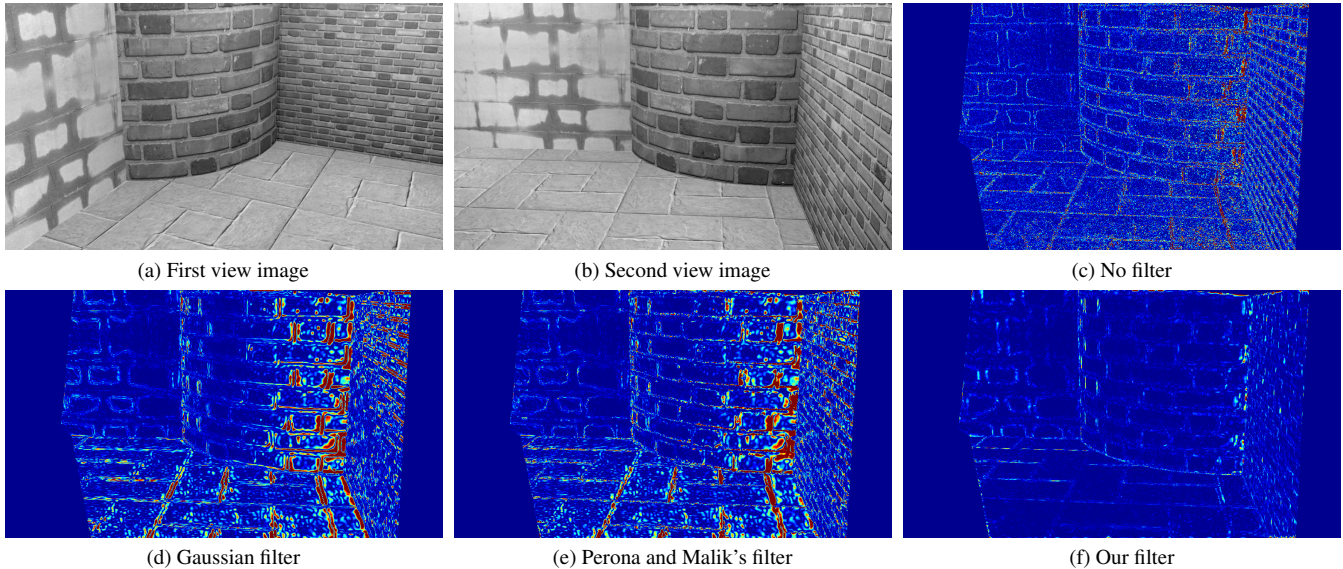 (a) First view image
(b) Second view image
(c) No filter
(d) Gaussian filter
(e) Perona and Malik's filter
(f) Our filter